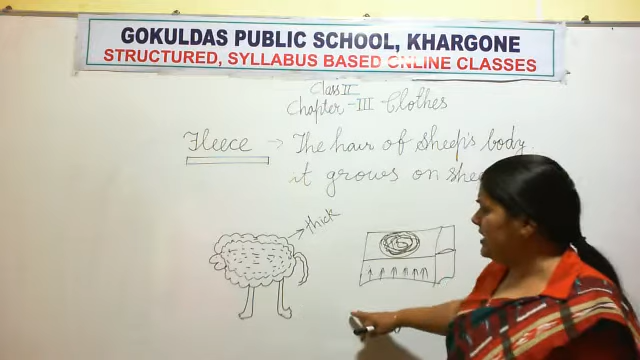 GOKULDAS PUBLIC SCHOOL, KHARGONE
STRUCTURED, SYLLABUS BASED ONLINE CLASSES
Class II
Chapter-III-Clothes
Fleece → The hair of sheep's body.
it grows on
thick